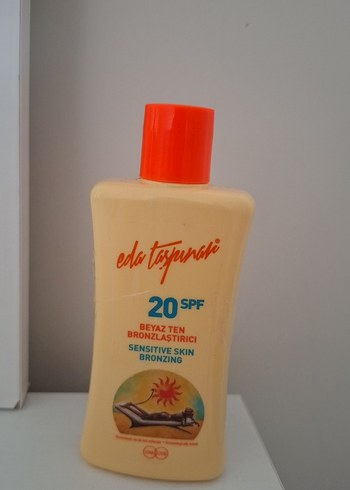 eda taşpınar
20 SPF
BEYAZ TEN
BRONZLAŞTIRICI
SENSITIVE SKIN
BRONZING